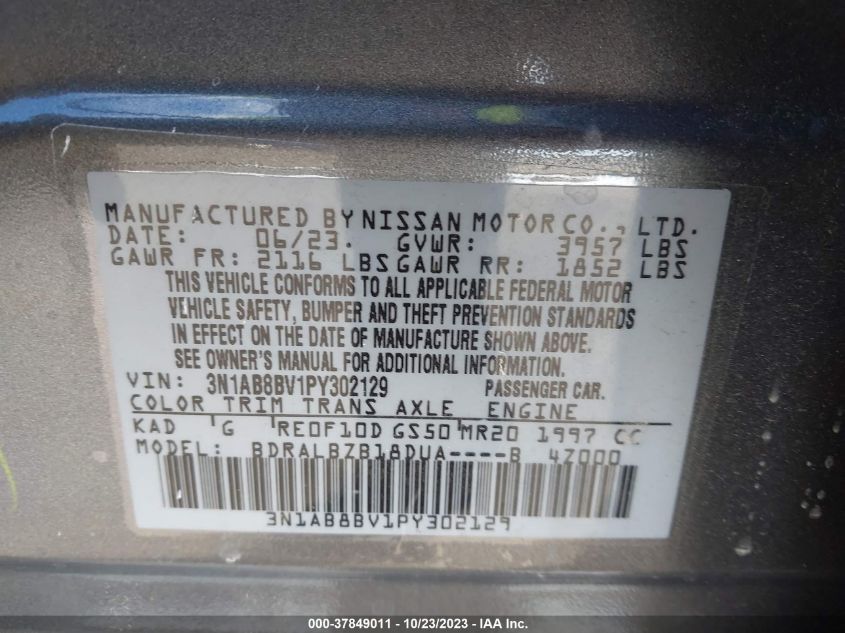 MANUFACTURED BY NISSAN MOTOR CO., LTD.
DATE: 06/23. GVWR: 3957 LBS
GAWR FR: 2116 LBS GAWR RR: 1852 LBS
THIS VEHICLE CONFORMS TO ALL APPLICABLE FEDERAL MOTOR
VEHICLE SAFETY, BUMPER AND THEFT PREVENTION STANDARDS
IN EFFECT ON THE DATE OF MANUFACTURE SHOWN ABOVE.
SEE OWNER'S MANUAL FOR ADDITIONAL INFORMATION.
VIN: 3N1AB8BV1PY302129 PASSENGER CAR.
COLOR TRIM TRANS AXLE ENGINE
KAD G RE0F10D GS50 MR20 1997 CC
MODEL: BDRALBZB18DUA----B 4Z000
3N1AB8BV1PY302129
000-37849011 - 10/23/2023 - IAAI Inc.